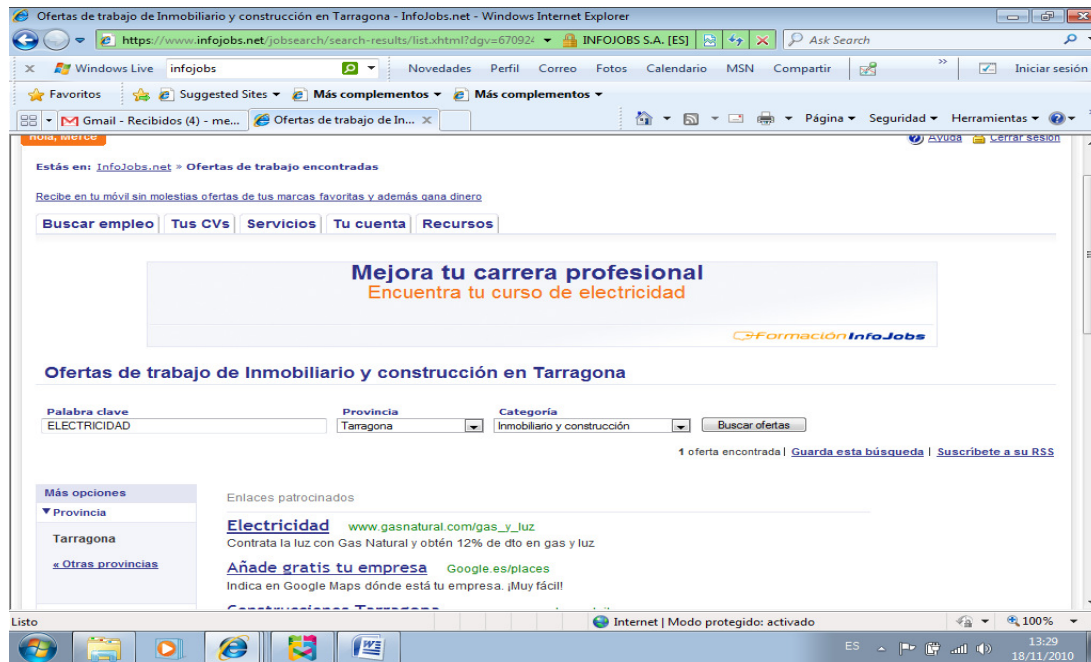 Ofertas de trabajo de Inmobiliario y construcción en Tarragona - InfoJobs.net - Windows Internet Explorer
https://www.infojobs.net/jobsearch/search-results/list.xhtml?dgv=67092 INFOJOBS S.A. [ES] Ask Search
Windows Live infojobs Novedades Perfil Correo Fotos Calendario MSN Compartir Iniciar sesión
Favoritos Suggested Sites Más complementos Más complementos
Gmail - Recibidos (4) - me... Ofertas de trabajo de In... Página Seguridad Herramientas
Hola, Mercè Ayuda Cerrar sesión
Estás en: InfoJobs.net » Ofertas de trabajo encontradas
Recibe en tu móvil sin molestias ofertas de tus marcas favoritas y además gana dinero
Buscar empleo Tus CVs Servicios Tu cuenta Recursos
Mejora tu carrera profesional
Encuentra tu curso de electricidad
Formación InfoJobs
Ofertas de trabajo de Inmobiliario y construcción en Tarragona
Palabra clave Provincia Categoría
ELECTRICIDAD Tarragona Inmobiliario y construcción Buscar ofertas
1 oferta encontrada | Guarda esta búsqueda | Suscríbete a su RSS
Más opciones
Enlaces patrocinados
Provincia
Electricidad www.gasnatural.com/gas_y_luz
Tarragona
Contrata la luz con Gas Natural y obtén 12% de dto en gas y luz
« Otras provincias
Añade gratis tu empresa Google.es/places
Indica en Google Maps dónde está tu empresa. ¡Muy fácil!
Construcciones Tarragona
Listo Internet | Modo protegido: activado 100%
ES 13:29
18/11/2010